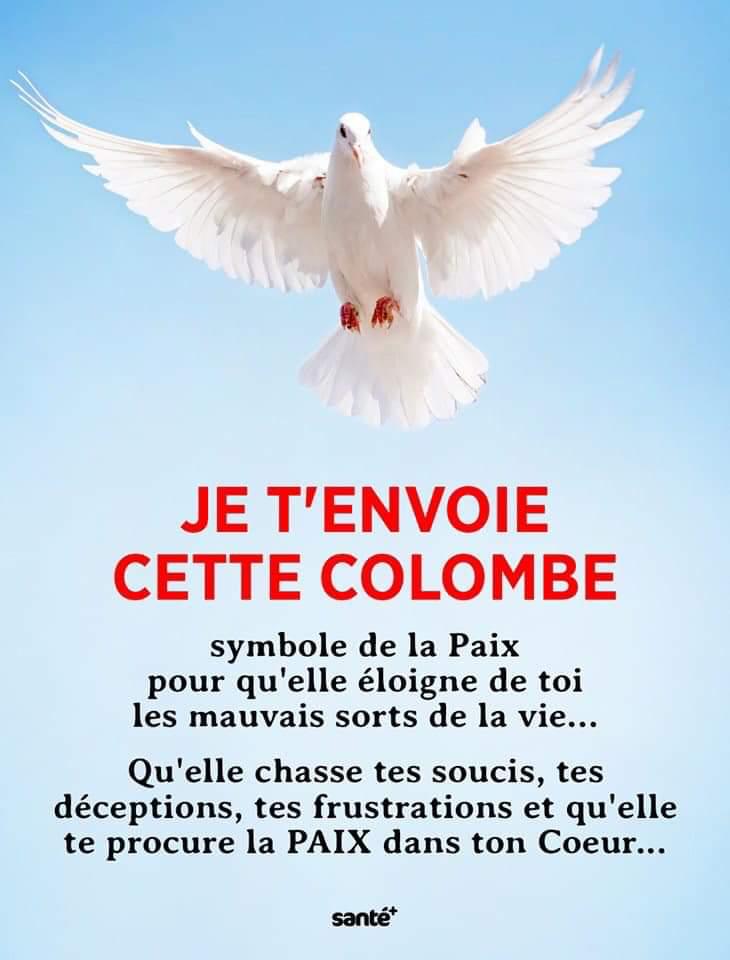 JE T'ENVOIE
CETTE COLOMBE
symbole de la Paix
pour qu'elle éloigne de toi
les mauvais sorts de la vie...
Qu'elle chasse tes soucis, tes
déceptions, tes frustrations et qu'elle
te procure la PAIX dans ton Coeur...
santé+